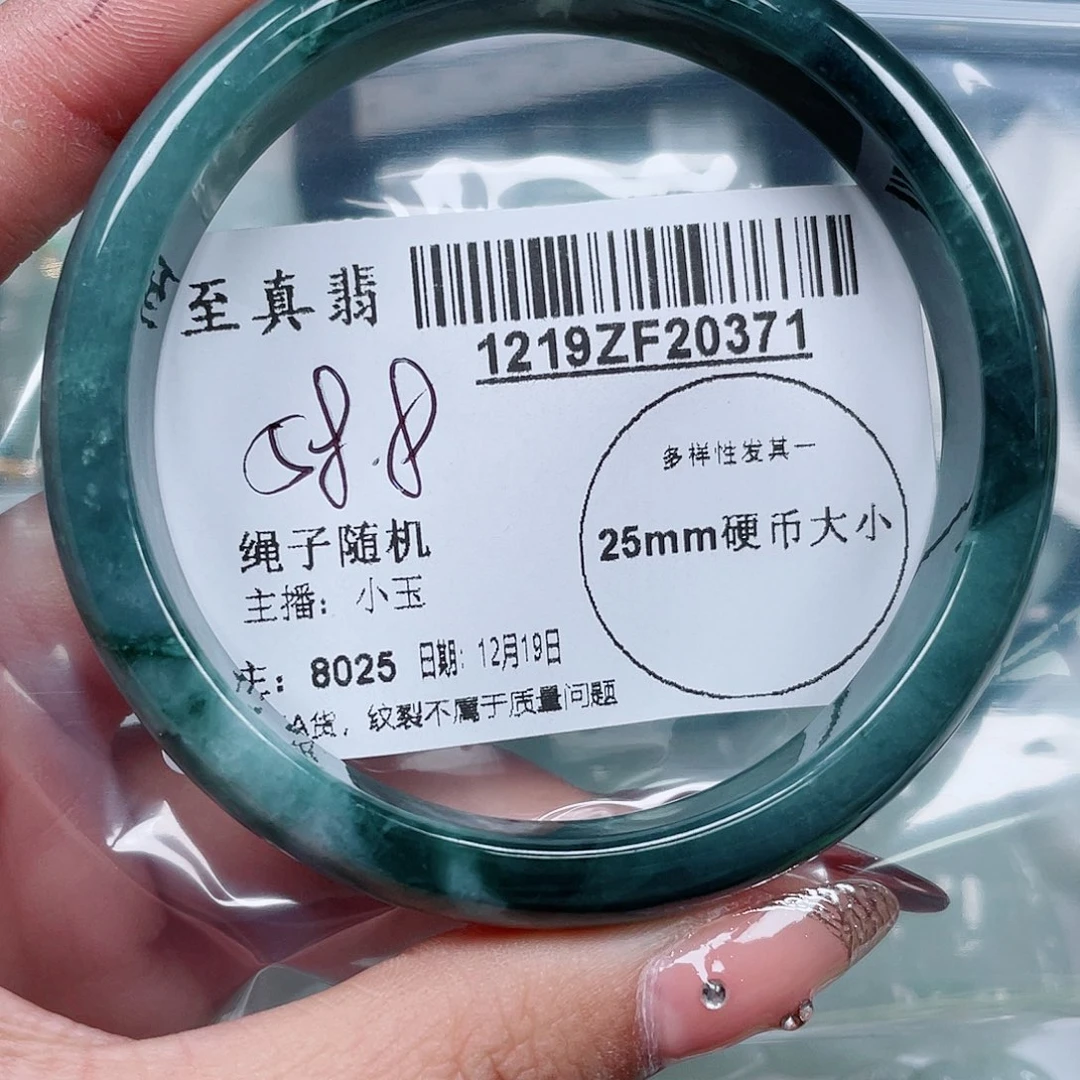 至真翡
1219ZF20371
58.8
多样性发其一
25mm硬币大小
绳子随机
主播: 小玉
注: 8025 日期: 12月19日
A货, 纹裂不属于质量问题